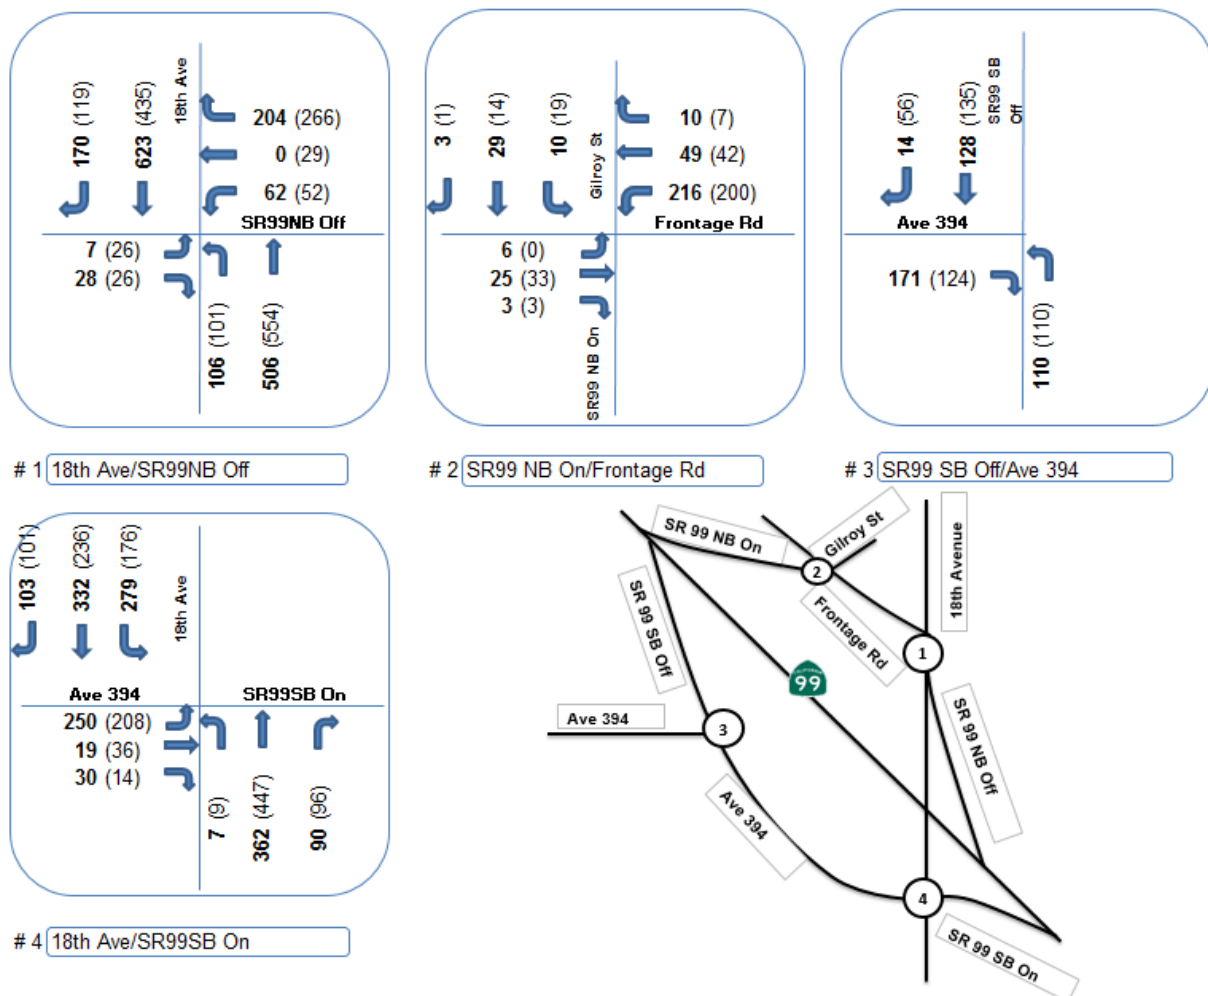 170 (119)
623 (435)
18th Ave
204 (266)
0 (29)
62 (52)
SR99NB Off
7 (26)
28 (26)
106 (101)
506 (554)
# 1 18th Ave/SR99NB Off
3 (1)
29 (14)
10 (19)
Gilroy St
10 (7)
49 (42)
216 (200)
Frontage Rd
6 (0)
25 (33)
3 (3)
SR99 NB On
# 2 SR99 NB On/Frontage Rd
14 (56)
128 (135)
SR99 SB
Off
Ave 394
171 (124)
110 (110)
# 3 SR99 SB Off/Ave 394
103 (101)
332 (236)
279 (176)
18th Ave
Ave 394
SR99SB On
250 (208)
19 (36)
30 (14)
7 (9)
362 (447)
90 (96)
# 4 18th Ave/SR99SB On
SR 99 NB On
Gilroy St
18th Avenue
2
SR 99 SB Off
Frontage Rd
1
CALIFORNIA
99
Ave 394
3
SR 99 NB Off
Ave 394
4
SR 99 SB On